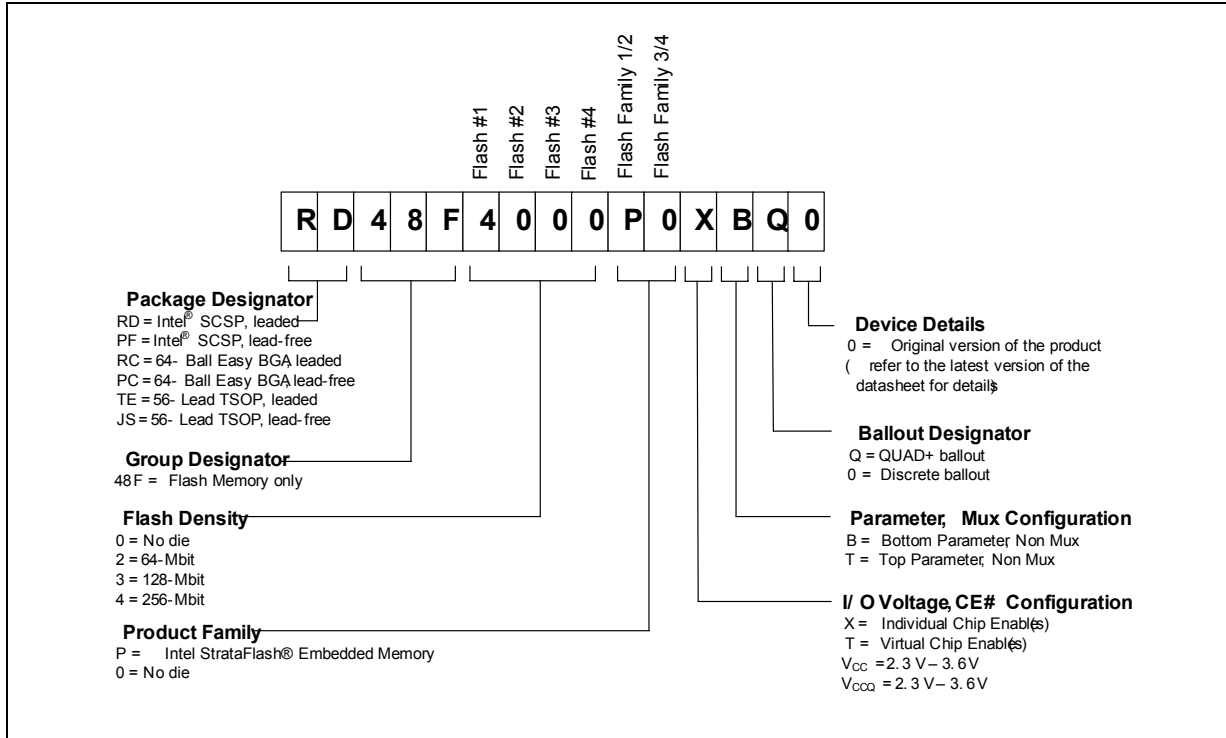 Flash #1
Flash #2
Flash #3
Flash #4
Flash Family 1/2
Flash Family 3/4
R D 4 8 F 4 0 0 0 P 0 X B Q 0
Package Designator
RD = Intel® SCSP, leaded
PF = Intel® SCSP, lead-free
RC = 64- Ball Easy BGA, leaded
PC = 64- Ball Easy BGA, lead-free
TE = 56- Lead TSOP, leaded
JS = 56- Lead TSOP, lead-free
Group Designator
48F = Flash Memory only
Flash Density
0 = No die
2 = 64-Mbit
3 = 128-Mbit
4 = 256-Mbit
Product Family
P = Intel StrataFlash® Embedded Memory
0 = No die
Device Details
0 = Original version of the product
( refer to the latest version of the
datasheet for details)
Ballout Designator
Q = QUAD+ ballout
0 = Discrete ballout
Parameter, Mux Configuration
B = Bottom Parameter, Non Mux
T = Top Parameter, Non Mux
I/ O Voltage, CE# Configuration
X = Individual Chip Enable(s)
T = Virtual Chip Enable(s)
VCC = 2.3 V – 3.6 V
VCCQ = 2.3 V – 3.6 V